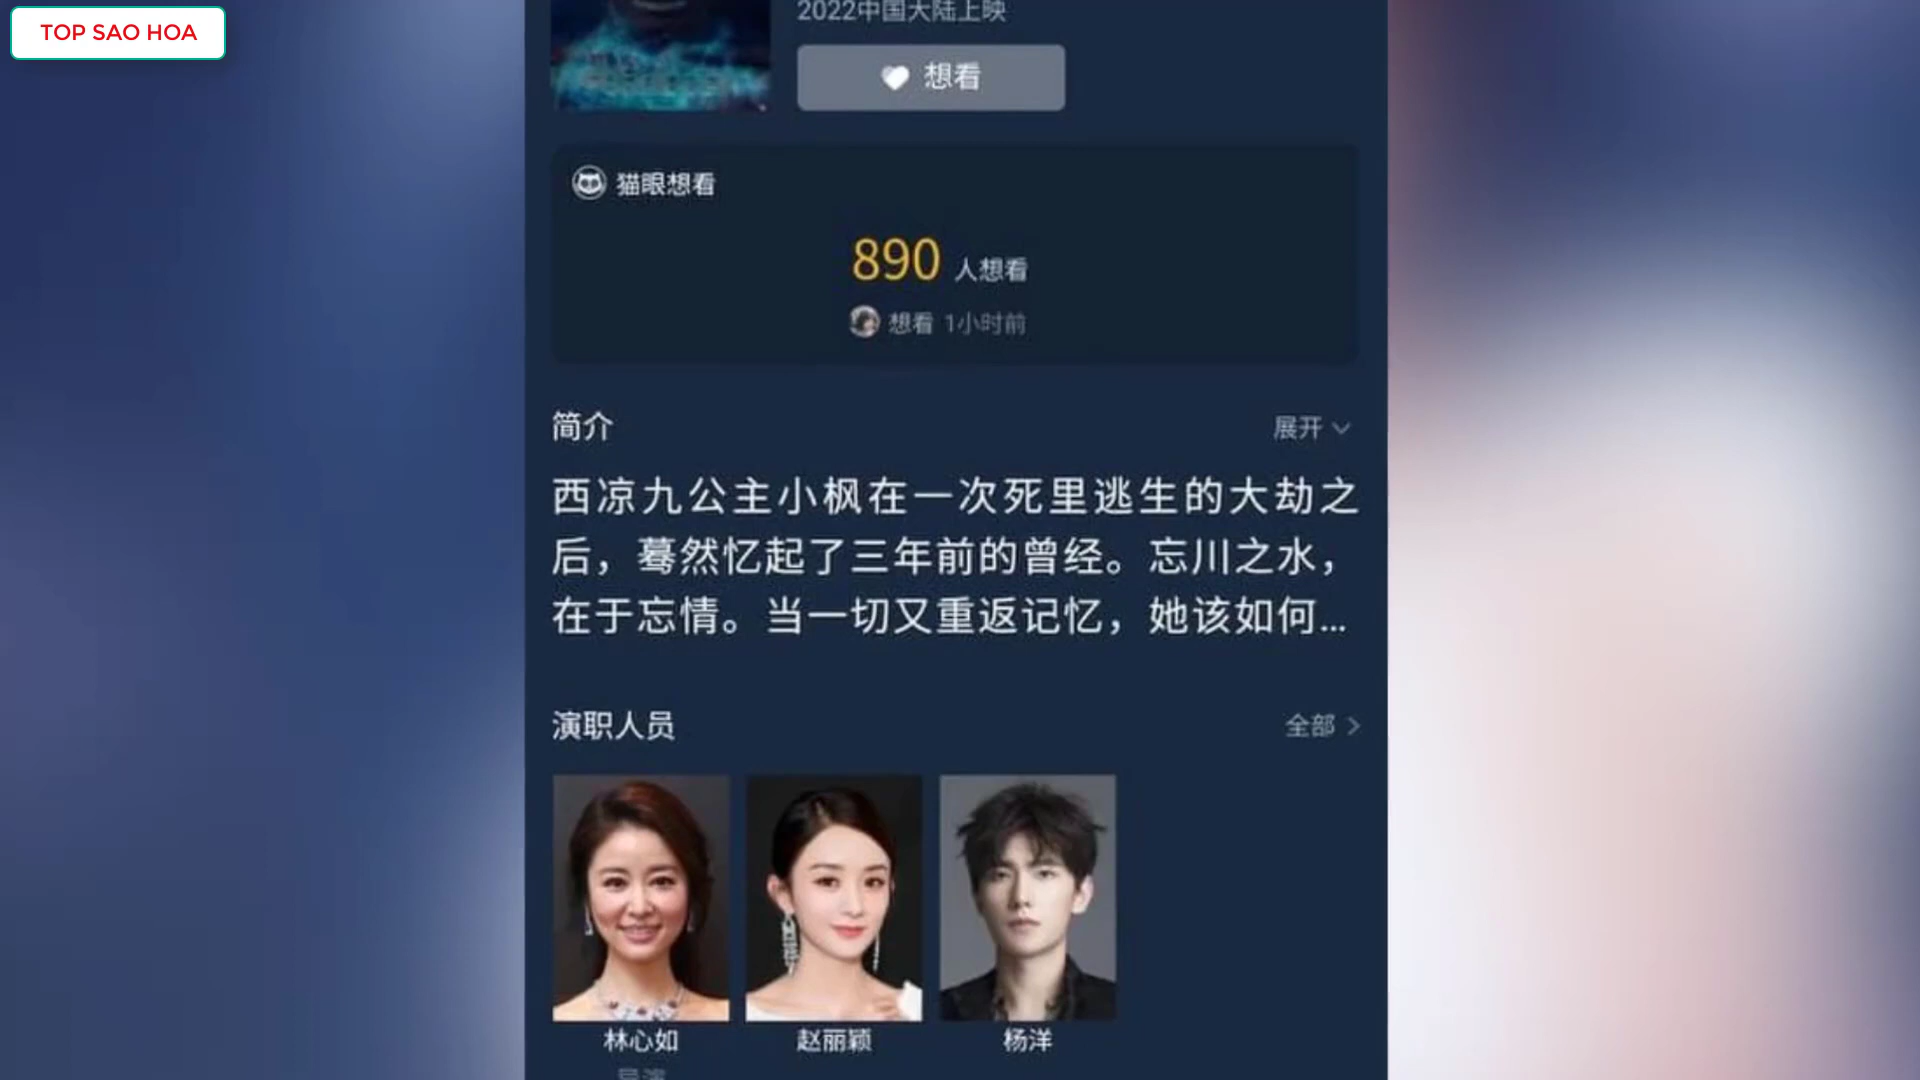 TOP SAO HOA
2022中国大陆上映
想看
猫眼想看
890 人想看
想看 1小时前
简介
展开
西凉九公主小枫在一次死里逃生的大劫之
后，蓦然忆起了三年前的曾经。忘川之水，
在于忘情。当一切又重返记忆，她该如何...
演职人员
全部
林心如
赵丽颖
杨洋
导演